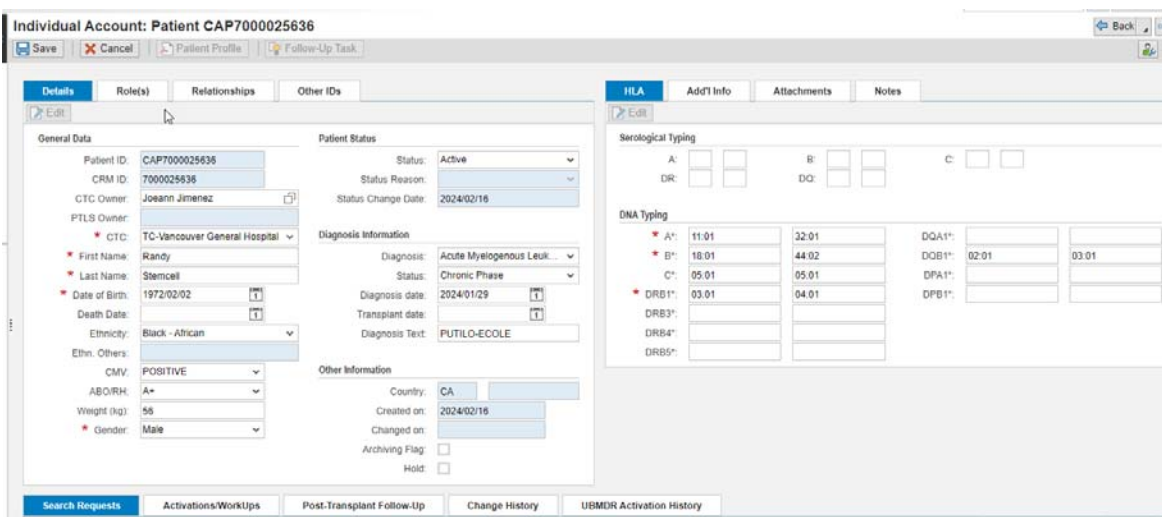 Individual Account: Patient CAP7000025636
Back
Save Cancel Patient Profile Follow-Up Task
Details Role(s) Relationships Other IDs
Edit
General Data
Patient ID: CAP7000025636
CRM ID: 7000025636
CTC Owner: Joeann Jimenez
PTLS Owner:
* CTC: TC-Vancouver General Hospital
* First Name: Randy
* Last Name: Stemcell
* Date of Birth: 1972/02/02
Death Date:
Ethnicity: Black - African
Ethn. Others:
CMV: POSITIVE
ABO/RH: A+
Weight (kg): 56
* Gender: Male
Patient Status
Status: Active
Status Reason:
Status Change Date: 2024/02/16
Diagnosis Information
Diagnosis: Acute Myelogenous Leuk...
Status: Chronic Phase
Diagnosis date: 2024/01/29
Transplant date:
Diagnosis Text: PUTILO-ECOLE
Other Information
Country: CA
Created on: 2024/02/16
Changed on:
Archiving Flag:
Hold:
HLA Add'l Info Attachments Notes
Edit
Serological Typing
A: B: C:
DR: DQ:
DNA Typing
* A*: 11:01 32:01 DQA1*:
* B*: 18:01 44:02 DQB1*: 02:01 03:01
C*: 05:01 05:01 DPA1*:
* DRB1*: 03:01 04:01 DPB1*:
DRB3*:
DRB4*:
DRB5*:
Search Requests Activations/WorkUps Post-Transplant Follow-Up Change History UBMDR Activation History